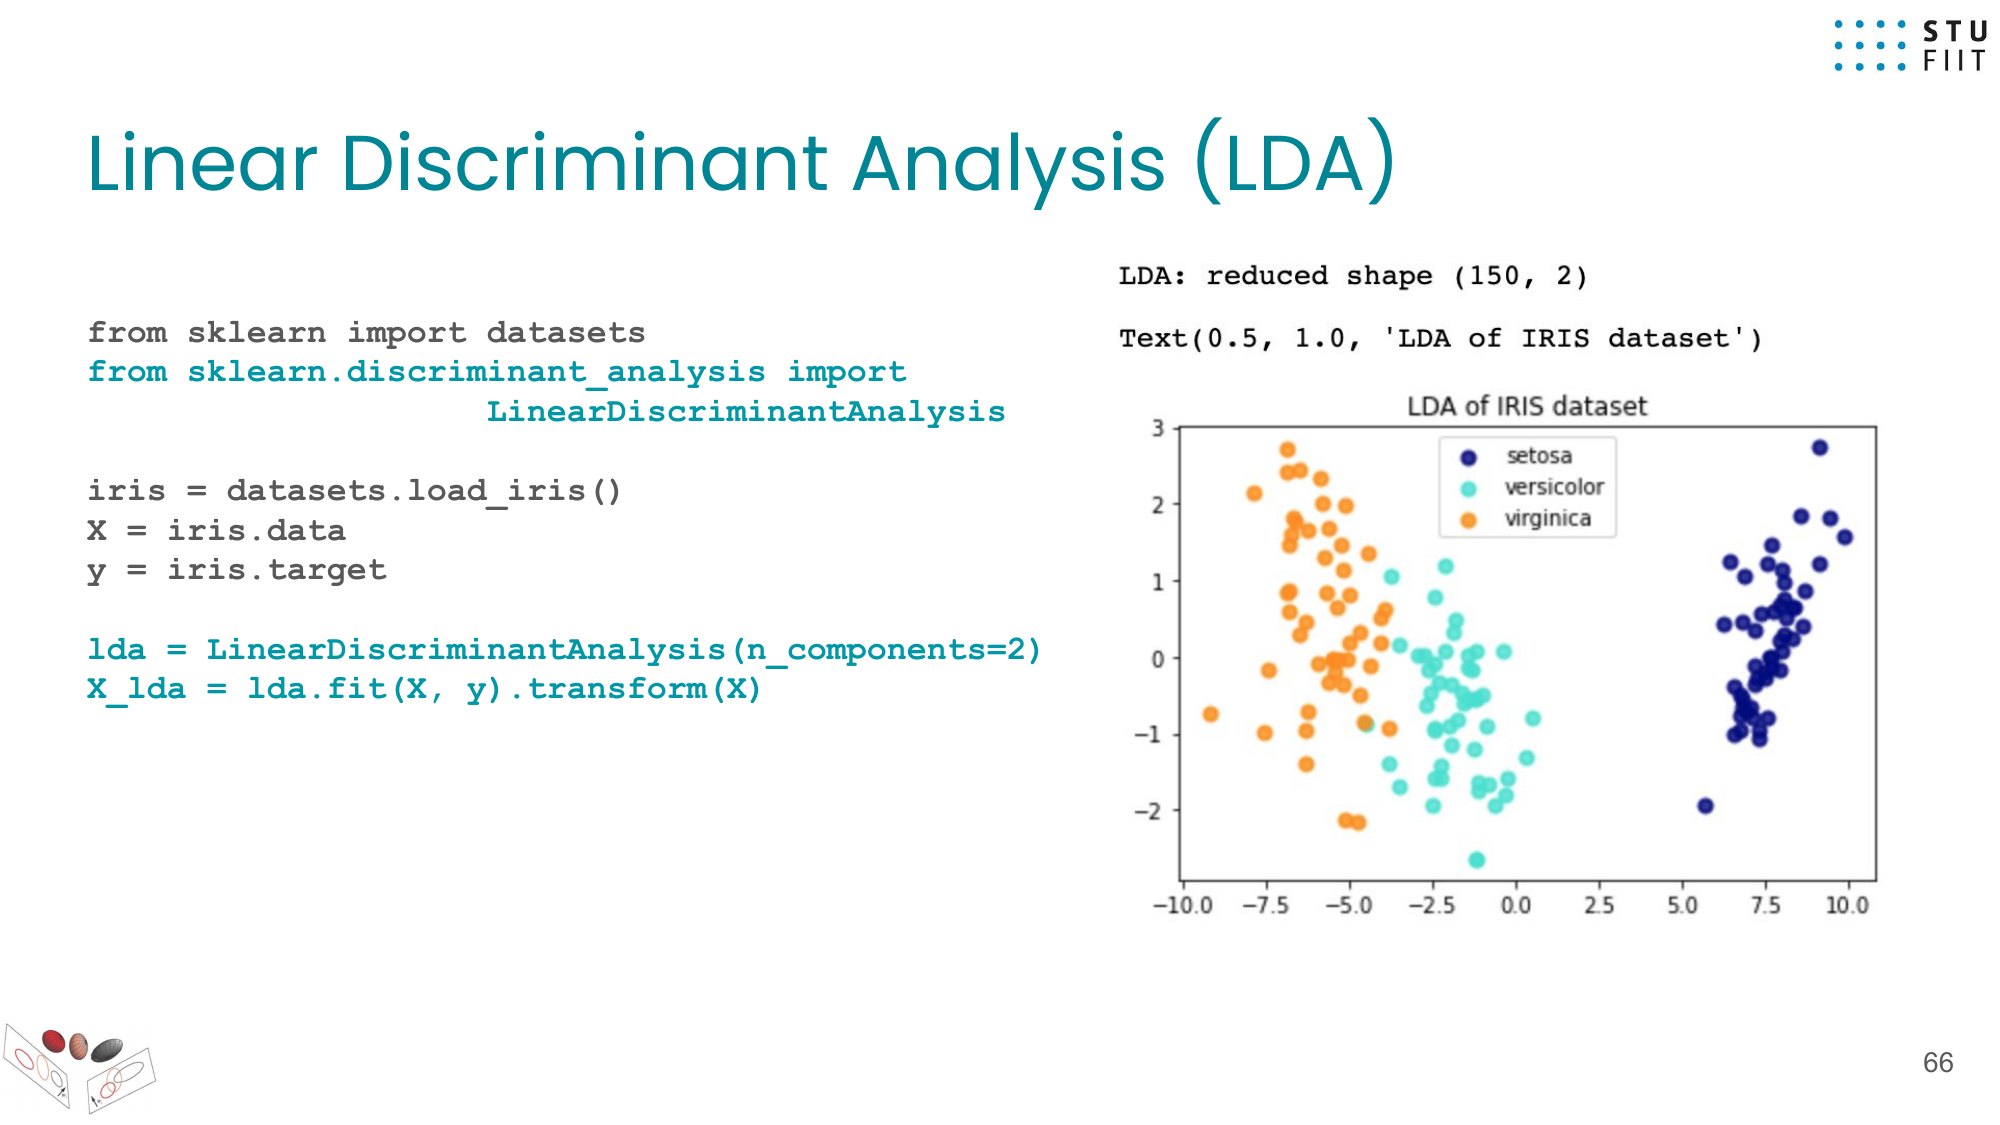 STU
FIIT
Linear Discriminant Analysis (LDA)
from sklearn import datasets
from sklearn.discriminant_analysis import
LinearDiscriminantAnalysis
iris = datasets.load_iris()
X = iris.data
y = iris.target
lda = LinearDiscriminantAnalysis(n_components=2)
X_lda = lda.fit(X, y).transform(X)
LDA: reduced shape (150, 2)
Text(0.5, 1.0, 'LDA of IRIS dataset')
LDA of IRIS dataset
setosa
versicolor
virginica
3
2
1
0
−1
−2
−10.0 −7.5 −5.0 −2.5 0.0 2.5 5.0 7.5 10.0
66